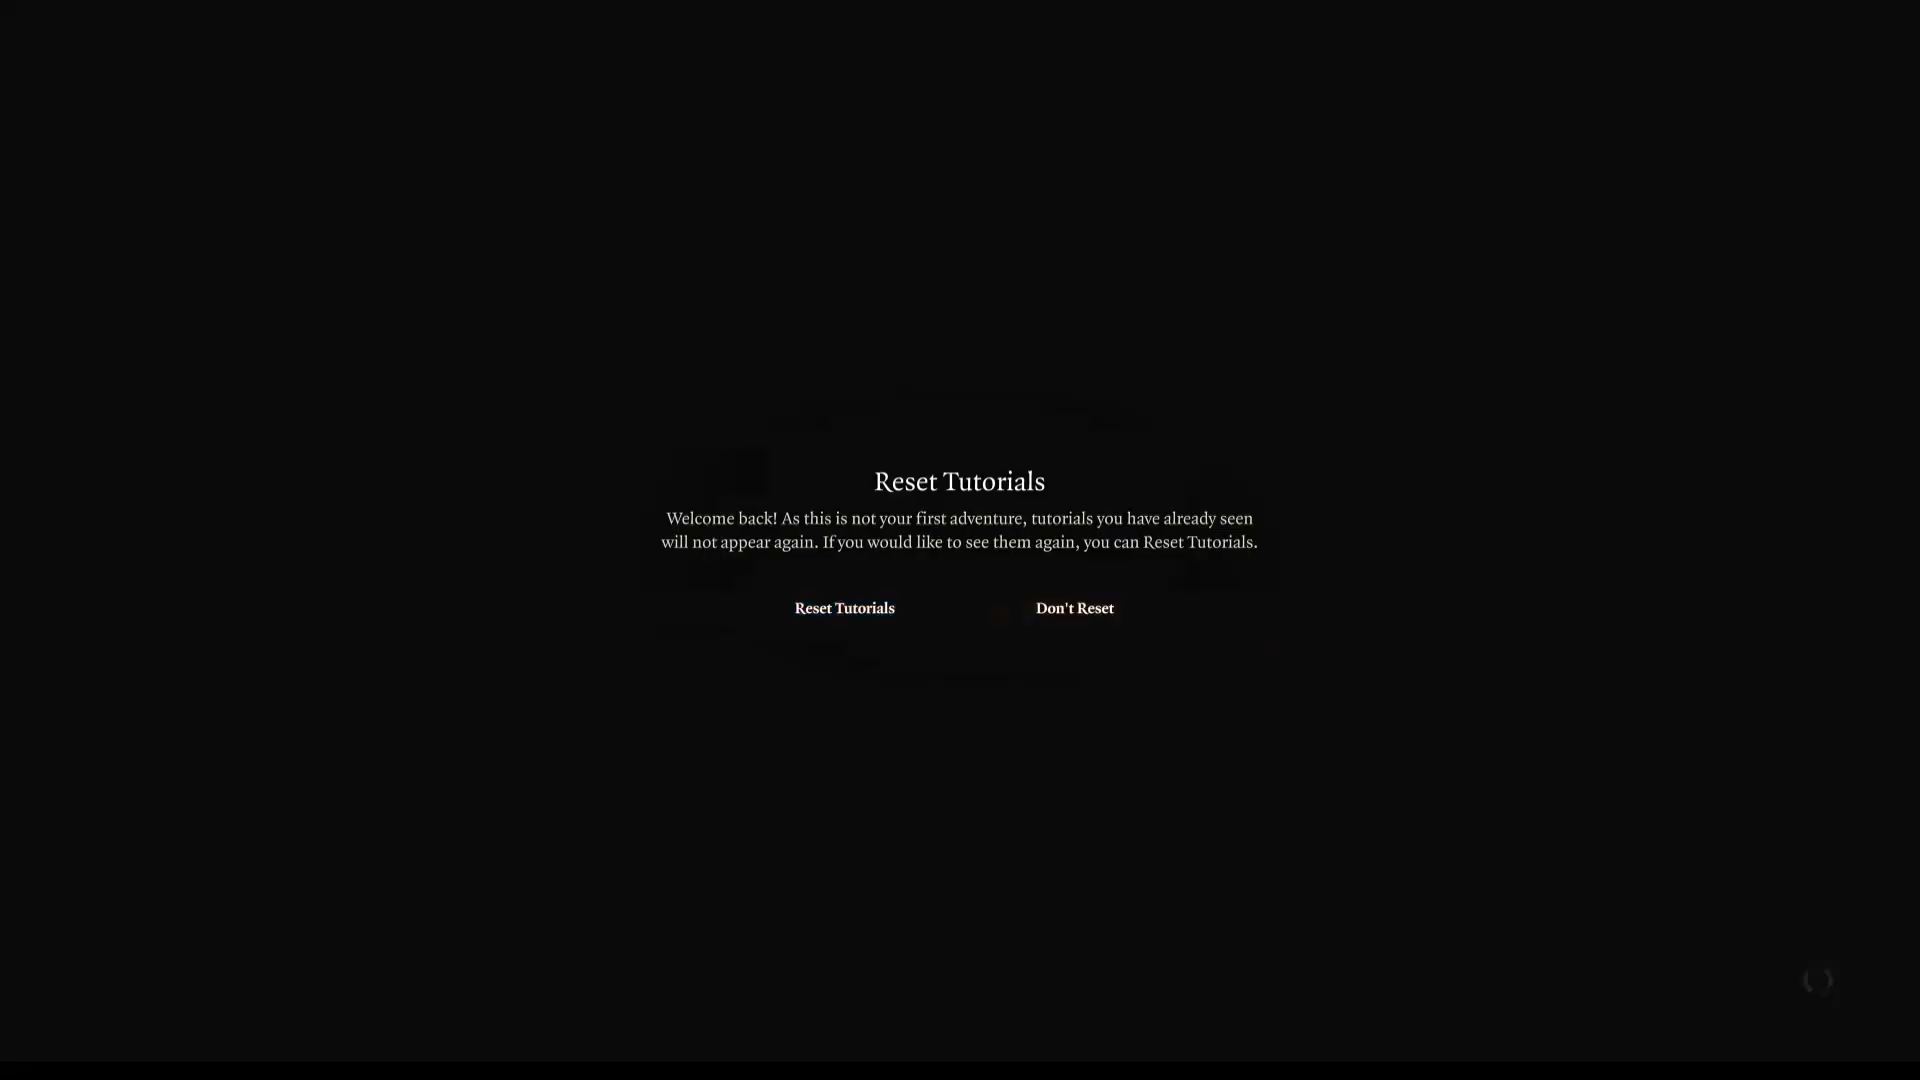 Reset Tutorials
Welcome back! As this is not your first adventure, tutorials you have already seen
will not appear again. If you would like to see them again, you can Reset Tutorials.
Reset Tutorials
Don't Reset